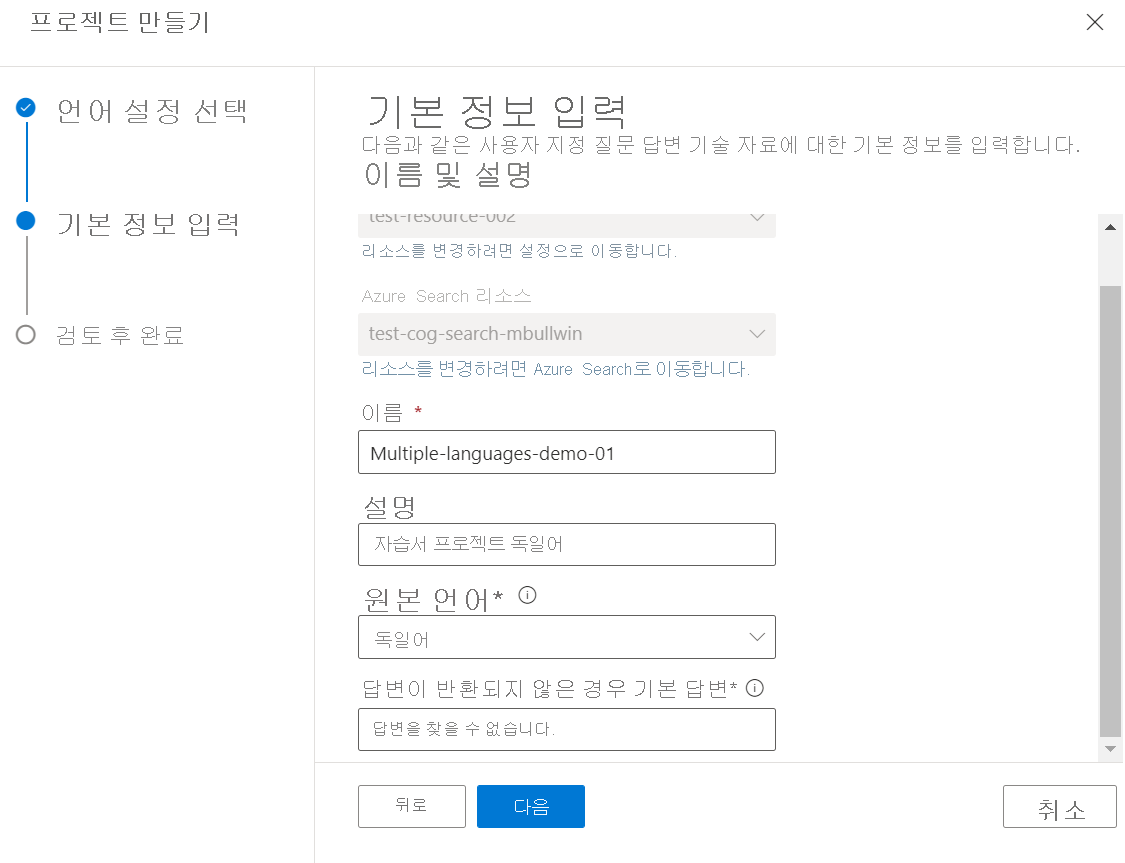 프로젝트 만들기
언어 설정 선택
기본 정보 입력
검토 후 완료
기본 정보 입력
다음과 같은 사용자 지정 질문 답변 기술 자료에 대한 기본 정보를 입력합니다.
이름 및 설명
test-resource-002
리소스를 변경하려면 설정으로 이동합니다.
Azure Search 리소스
test-cog-search-mbullwin
리소스를 변경하려면 Azure Search로 이동합니다.
이름 *
Multiple-languages-demo-01
설명
자습서 프로젝트 독일어
원본 언어*
독일어
답변이 반환되지 않은 경우 기본 답변*
답변을 찾을 수 없습니다.
뒤로
다음
취소